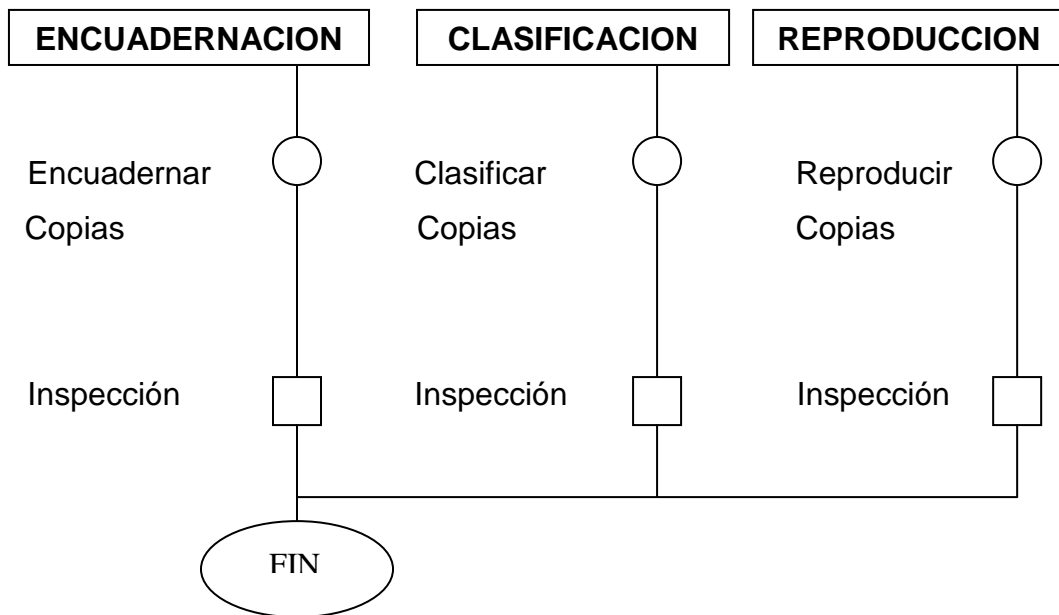 ENCUADERNACION
CLASIFICACION
REPRODUCCION
Encuadernar
Copias
Clasificar
Copias
Reproducir
Copias
Inspección
Inspección
Inspección
FIN